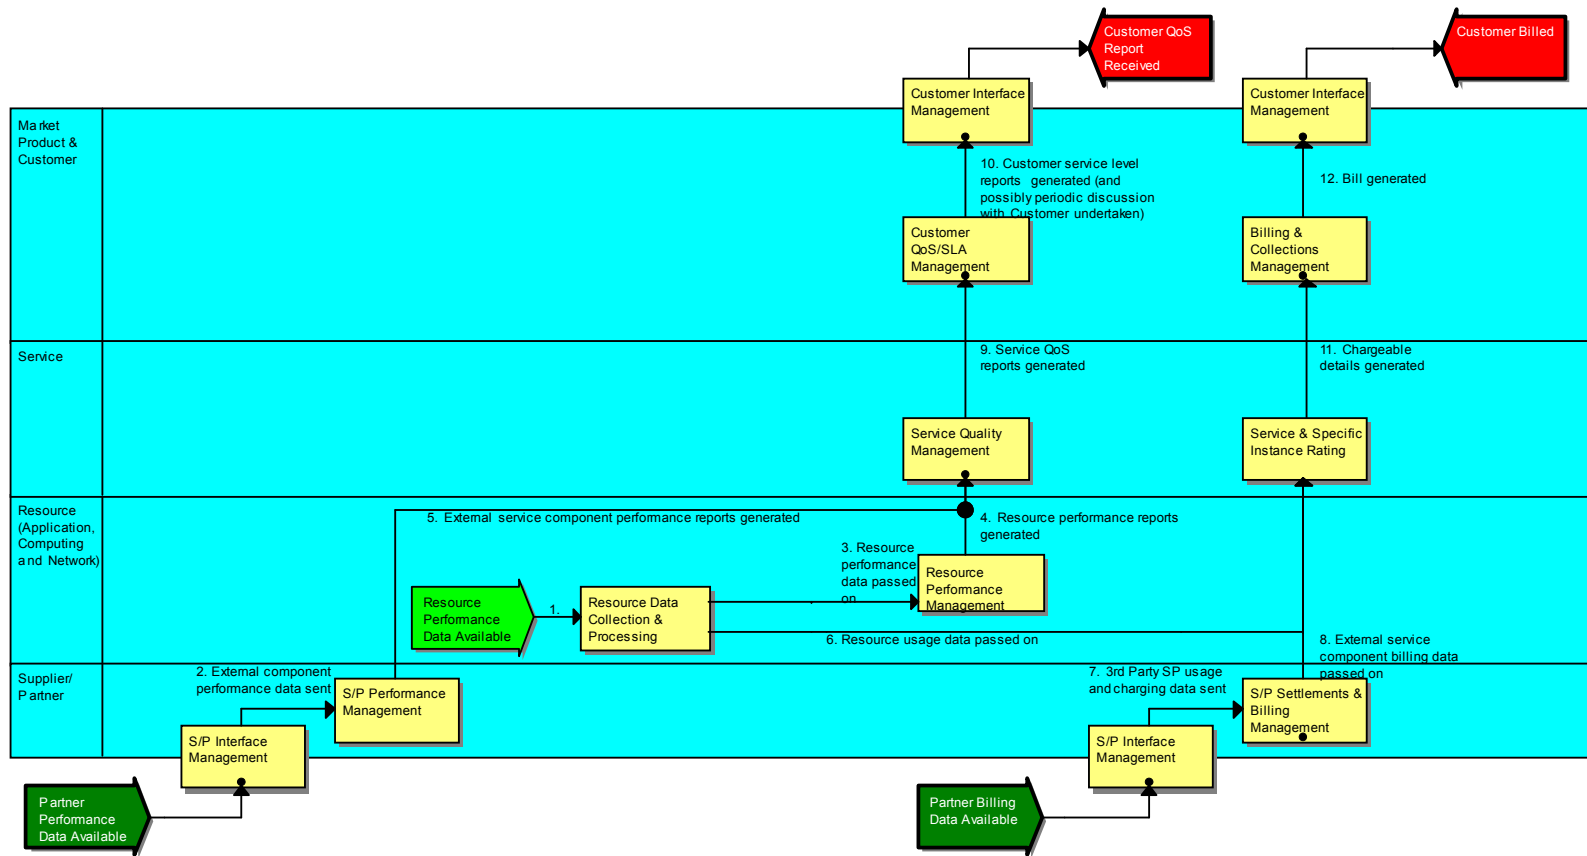 Customer QoS
Report
Received
Customer Billed
Customer Interface
Management
Customer Interface
Management
Market
Product &
Customer
10. Customer service level
reports generated (and
possibly periodic discussion
with Customer undertaken)
12. Bill generated
Customer
QoS/SLA
Management
Billing &
Collections
Management
Service
9. Service QoS
reports generated
11. Chargeable
details generated
Service Quality
Management
Service & Specific
Instance Rating
Resource
(Application,
Computing
and Network)
5. External service component performance reports generated
4. Resource performance reports
generated
3. Resource
performance
data passed
on
Resource
Performance
Management
Resource
Performance
Data Available
1.
Resource Data
Collection &
Processing
6. Resource usage data passed on
8. External service
component billing data
passed on
Supplier/
Partner
2. External component
performance data sent
S/P Performance
Management
7. 3rd Party SP usage
and charging data sent
S/P Settlements &
Billing
Management
S/P Interface
Management
S/P Interface
Management
Partner
Performance
Data Available
Partner Billing
Data Available